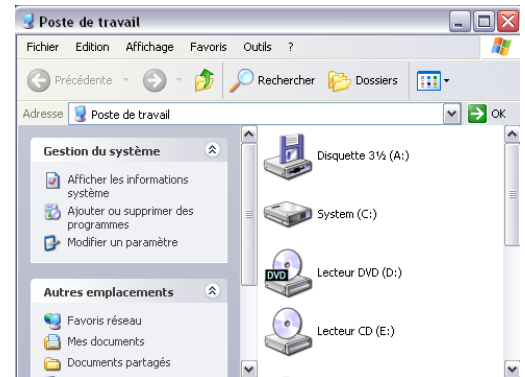 Poste de travail
Fichier Edition Affichage Favoris Outils ?
Précédente Rechercher Dossiers
Adresse Poste de travail OK
Gestion du système
Afficher les informations
système
Ajouter ou supprimer des
programmes
Modifier un paramètre
Autres emplacements
Favoris réseau
Mes documents
Documents partagés
Disquette 3½ (A:)
System (C:)
DVD
Lecteur DVD (D:)
Lecteur CD (E:)